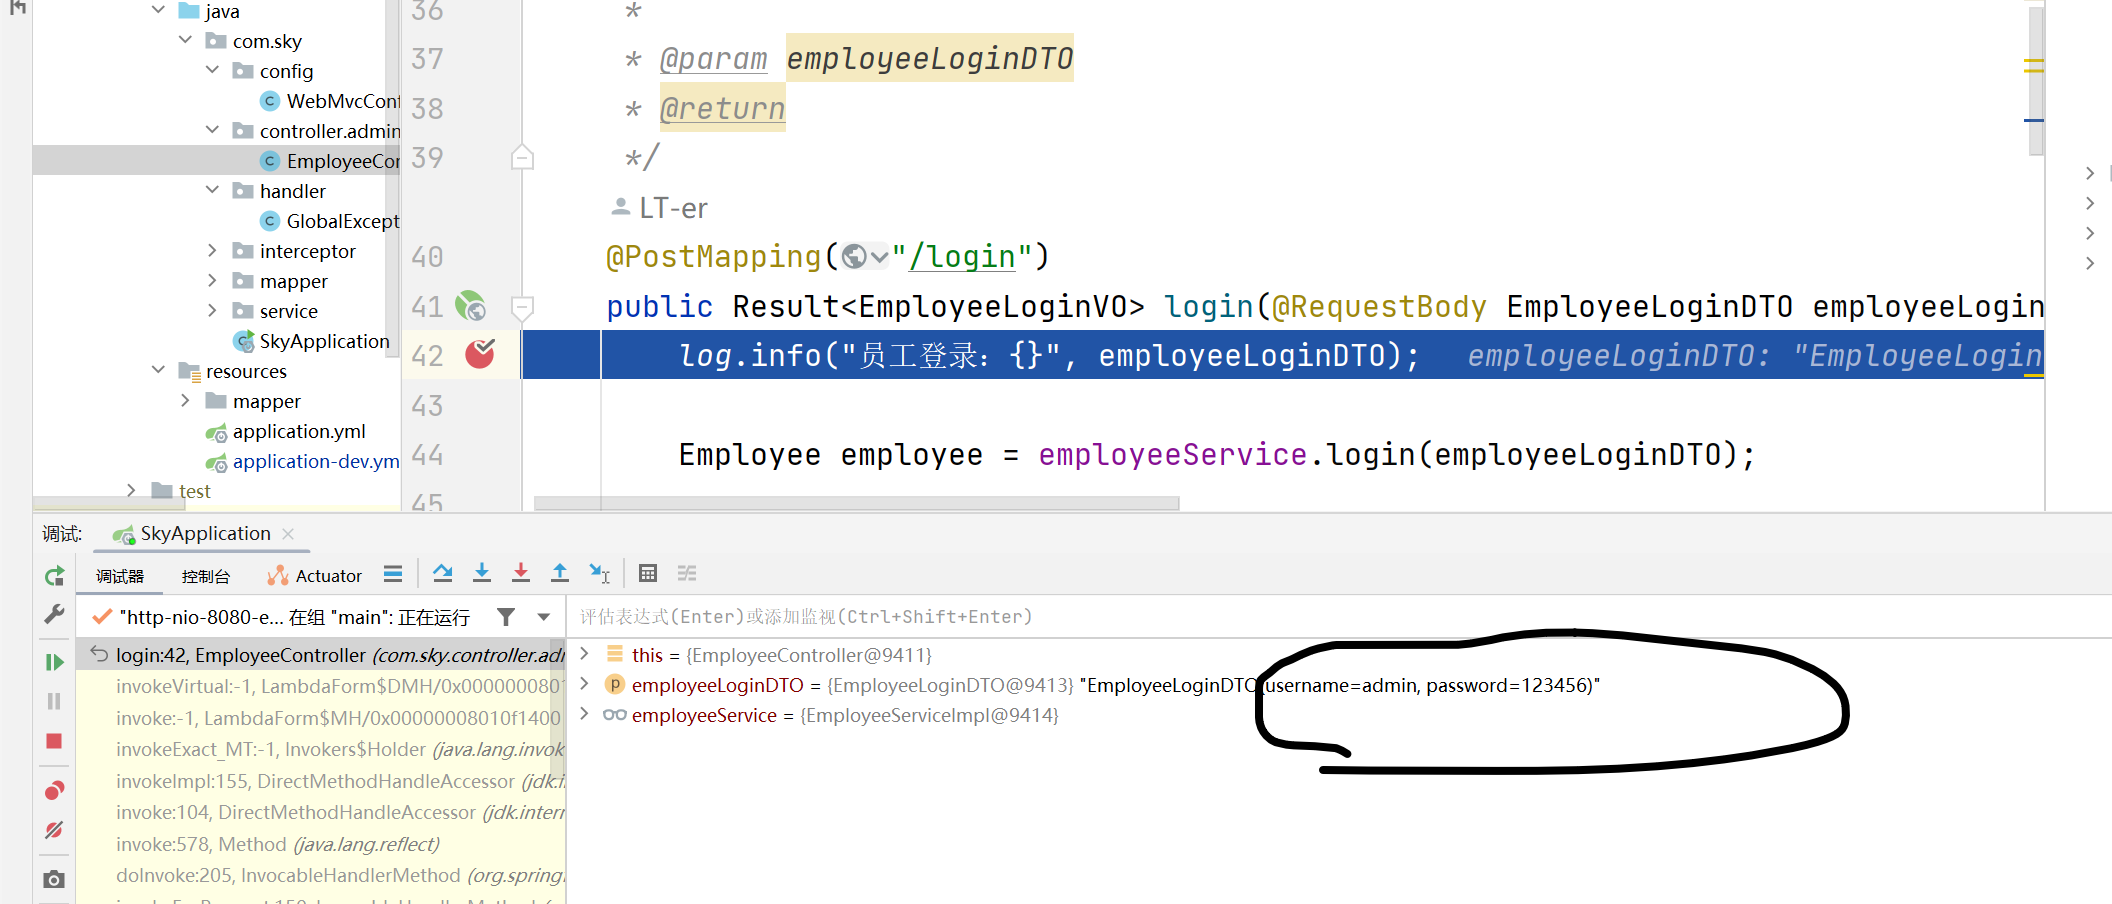 java
com.sky
config
WebMvcConf
controller.admin
EmployeeCor
handler
GlobalExcept
interceptor
mapper
service
SkyApplication
resources
mapper
application.yml
application-dev.ym
test
36 *
37 * @param employeeLoginDTO
38 * @return
39 */
LT-er
40 @PostMapping("/login")
41 public Result<EmployeeLoginVO> login(@RequestBody EmployeeLoginDTO employeeLogin
42 log.info("员工登录：{}", employeeLoginDTO); employeeLoginDTO: "EmployeeLogin
43
44 Employee employee = employeeService.login(employeeLoginDTO);
45
调试: SkyApplication
调试器 控制台 Actuator
"http-nio-8080-e... 在组 "main": 正在运行
评估表达式(Enter)或添加监视(Ctrl+Shift+Enter)
login:42, EmployeeController (com.sky.controller.adm
invokeVirtual:-1, LambdaForm$DMH/0x0000000801
invoke:-1, LambdaForm$MH/0x00000008010f1400
invokeExact_MT:-1, Invokers$Holder (java.lang.invok
invokeImpl:155, DirectMethodHandleAccessor (jdk.i
invoke:104, DirectMethodHandleAccessor (jdk.intern
invoke:578, Method (java.lang.reflect)
doInvoke:205, InvocableHandlerMethod (org.spring
this = {EmployeeController@9411}
employeeLoginDTO = {EmployeeLoginDTO@9413} "EmployeeLoginDTO(username=admin, password=123456)"
employeeService = {EmployeeServiceImpl@9414}